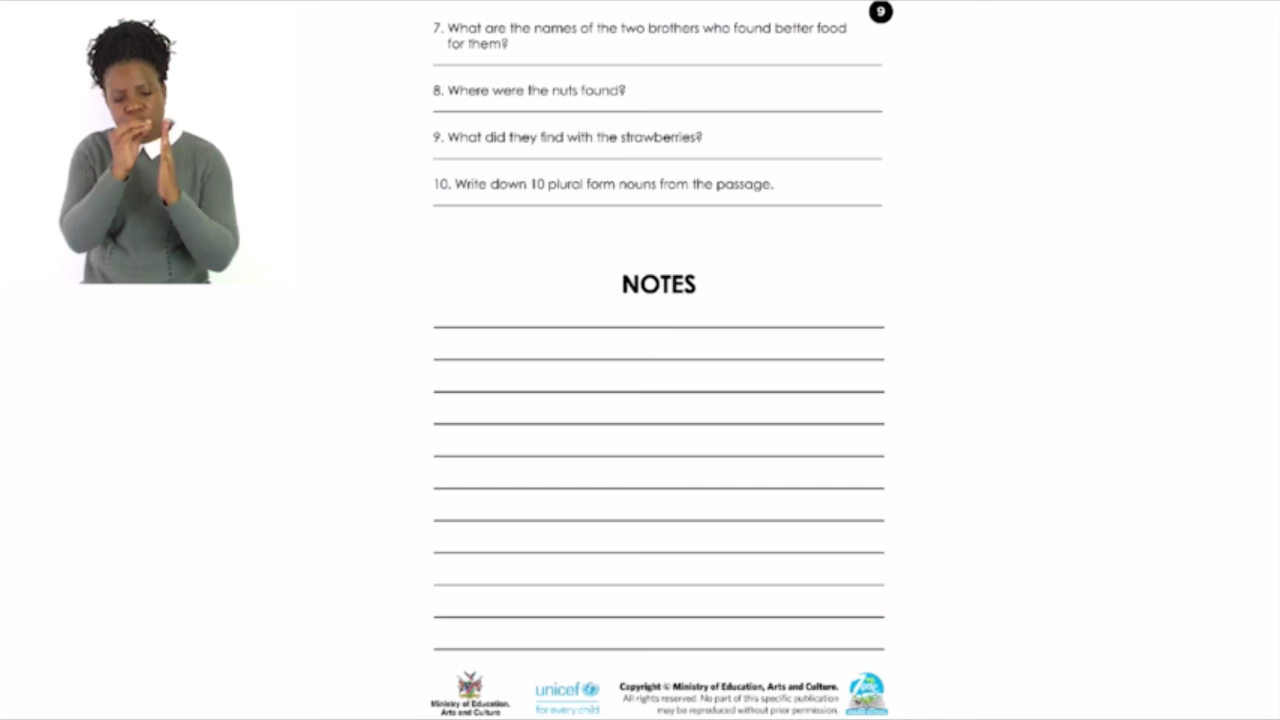 9
7. What are the names of the two brothers who found better food
for them?
8. Where were the nuts found?
9. What did they find with the strawberries?
10. Write down 10 plural form nouns from the passage.
NOTES
Ministry of Education,
Arts and Culture
unicef
for every child
Copyright © Ministry of Education, Arts and Culture.
All rights reserved. No part of this specific publication
may be reproduced without prior permission.